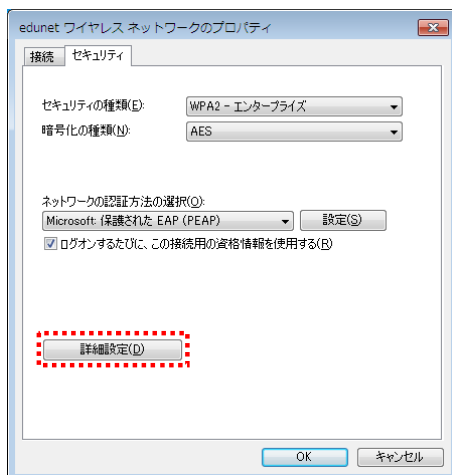 edunet ワイヤレス ネットワークのプロパティ
接続 セキュリティ
セキュリティの種類(E): WPA2 - エンタープライズ
暗号化の種類(N): AES
ネットワークの認証方法の選択(O):
Microsoft: 保護された EAP (PEAP) 設定(S)
ログオンするたびに、この接続用の資格情報を使用する(R)
詳細設定(D)
OK キャンセル